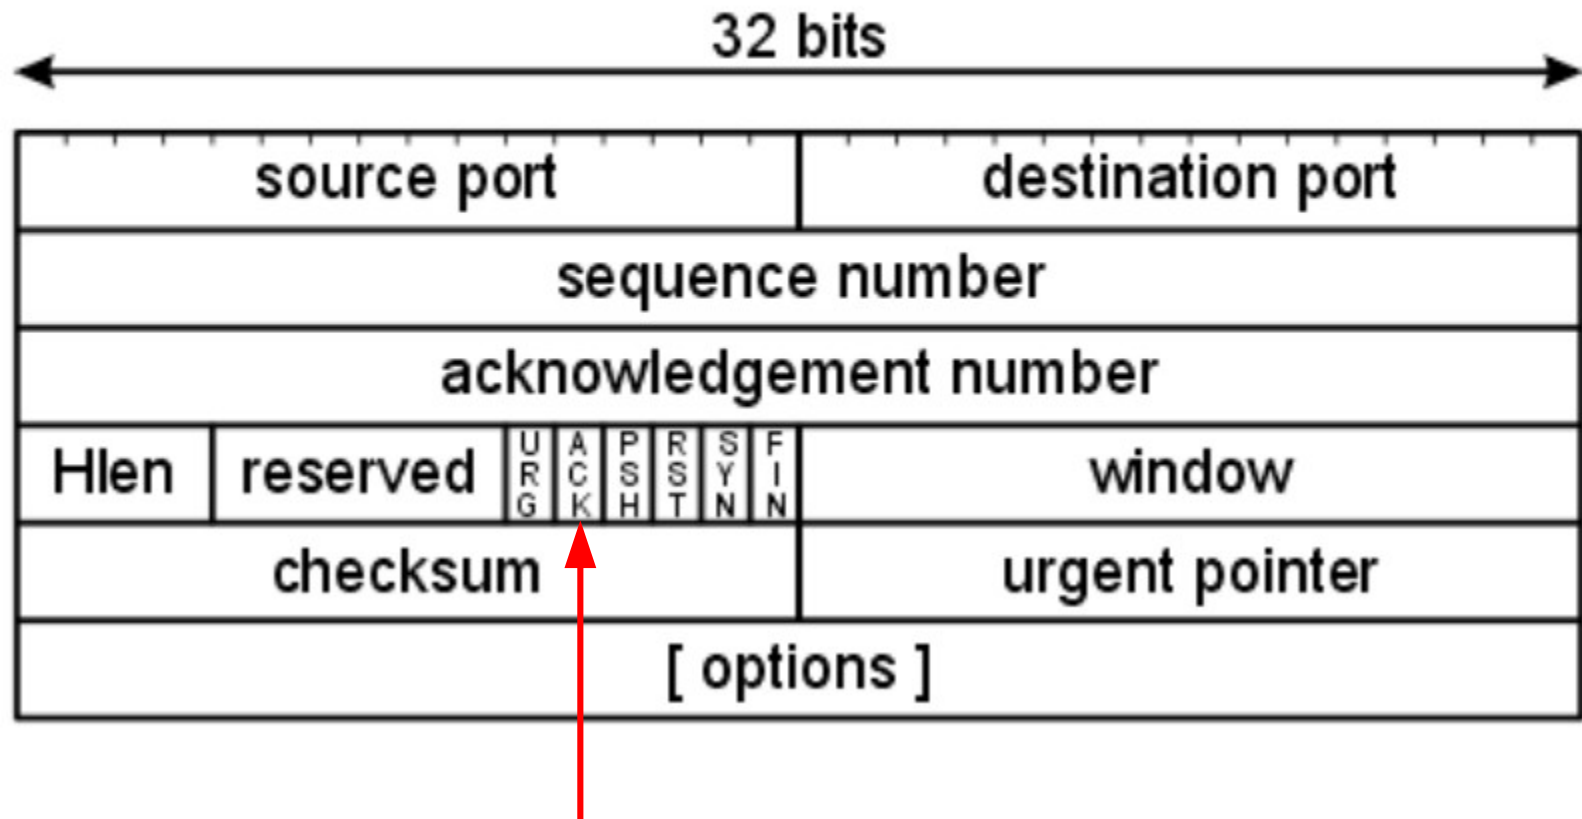 32 bits
source port destination port
sequence number
acknowledgement number
Hlen reserved URG ACK PSH RST SYN FIN window
checksum urgent pointer
[ options ]